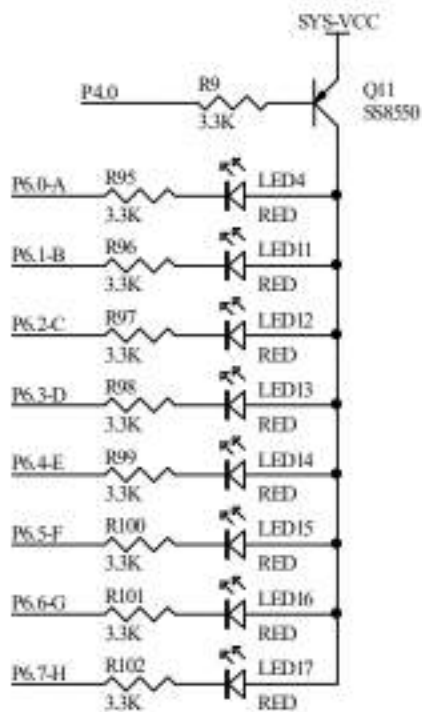 SYS-VCC
P4.0
R9
3.3K
Q11
SS8550
P6.0-A
R95
3.3K
LED4
RED
P6.1-B
R96
3.3K
LED11
RED
P6.2-C
R97
3.3K
LED12
RED
P6.3-D
R98
3.3K
LED13
RED
P6.4-E
R99
3.3K
LED14
RED
P6.5-F
R100
3.3K
LED15
RED
P6.6-G
R101
3.3K
LED16
RED
P6.7-H
R102
3.3K
LED17
RED